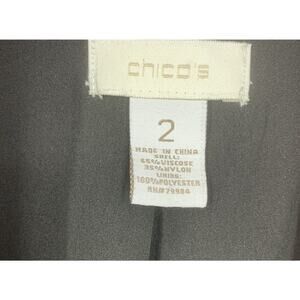 chico's
2
MADE IN CHINA
SHELL:
65%VISCOSE
35%NYLON
LINING:
100%POLYESTER
RN#79984